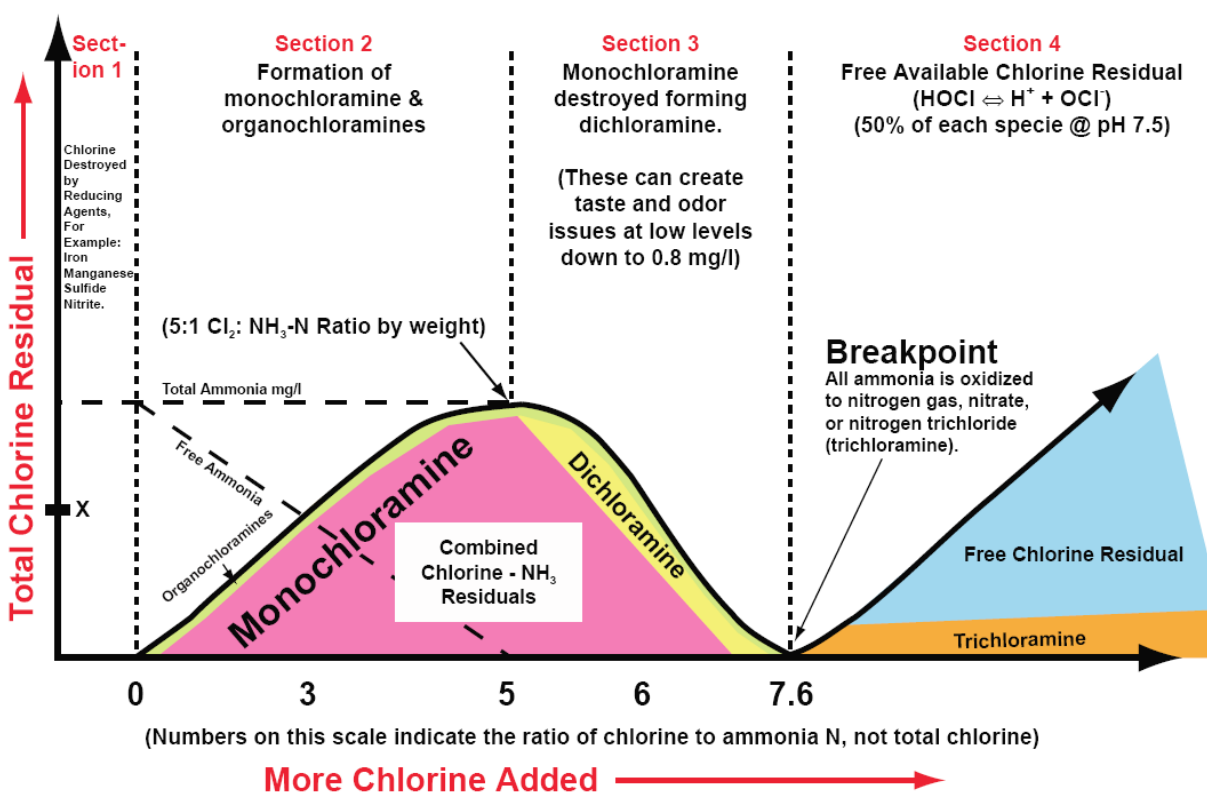 Sect-
ion 1
Section 2
Formation of
monochloramine &
organochloramines
Section 3
Monochloramine
destroyed forming
dichloramine.
(These can create
taste and odor
issues at low levels
down to 0.8 mg/l)
Section 4
Free Available Chlorine Residual
(HOCl ⇔ H⁺ + OCl⁻)
(50% of each specie @ pH 7.5)
Chlorine
Destroyed
by
Reducing
Agents,
For
Example:
Iron
Manganese
Sulfide
Nitrite.
Total Chlorine Residual
(5:1 Cl₂: NH₃-N Ratio by weight)
Total Ammonia mg/l
Free Ammonia
Organochloramines
X
Monochloramine
Dichloramine
Combined
Chlorine - NH₃
Residuals
Breakpoint
All ammonia is oxidized
to nitrogen gas, nitrate,
or nitrogen trichloride
(trichloramine).
Free Chlorine Residual
Trichloramine
0 3 5 6 7.6
(Numbers on this scale indicate the ratio of chlorine to ammonia N, not total chlorine)
More Chlorine Added